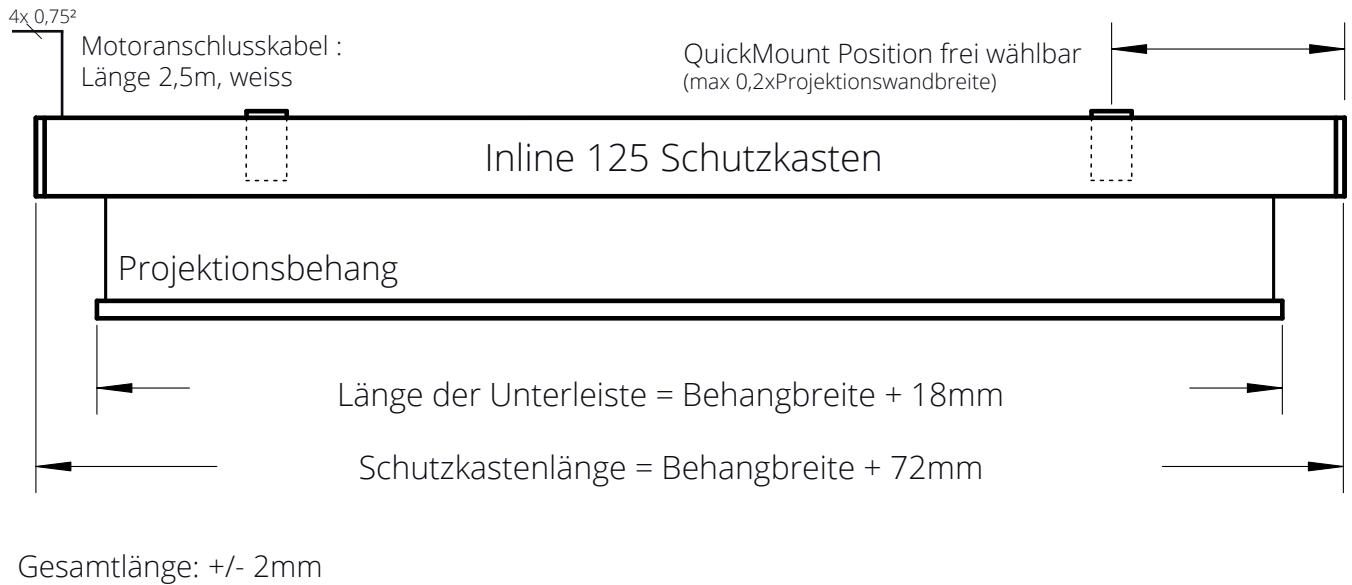 4x 0,75²
Motoranschlusskabel :
Länge 2,5m, weiss
QuickMount Position frei wählbar
(max 0,2xProjektionswandbreite)
Inline 125 Schutzkasten
Projektionsbehang
Länge der Unterleiste = Behangbreite + 18mm
Schutzkastenlänge = Behangbreite + 72mm
Gesamtlänge: +/- 2mm